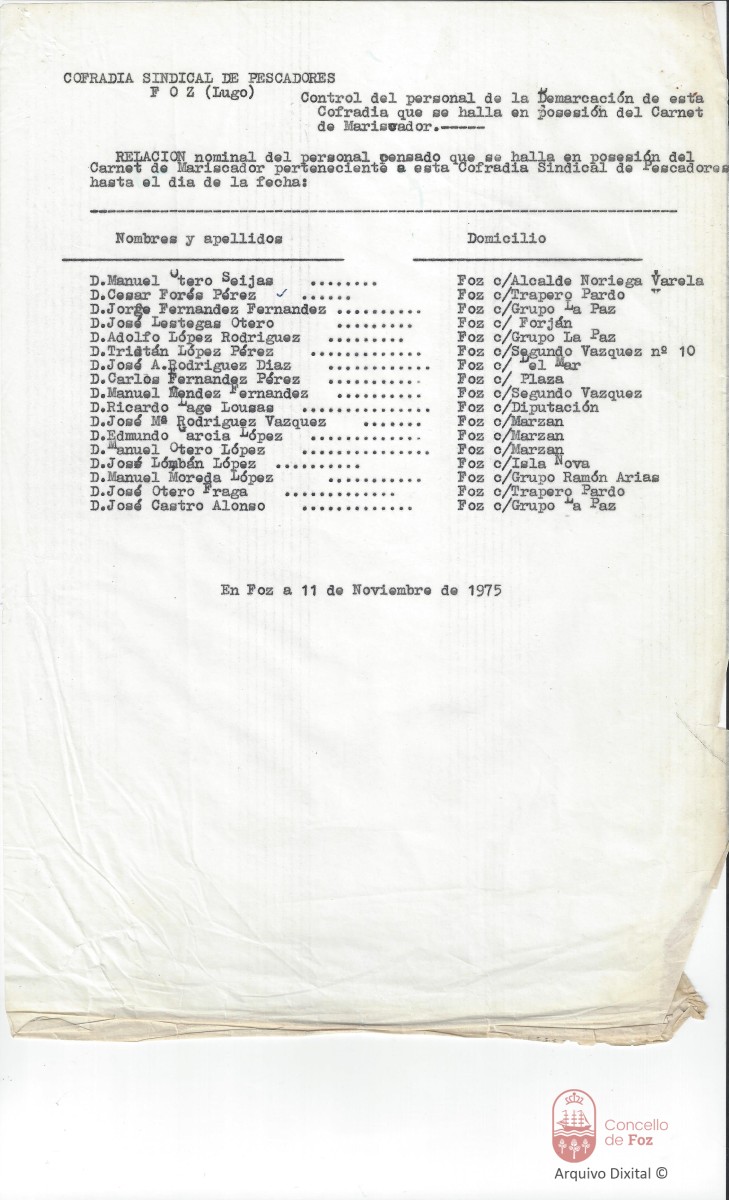 COFRADIA SINDICAL DE PESCADORES
F O Z (Lugo)
Control del personal de la Demarcación de esta
Cofradia que se halla en posesión del Carnet
de Mariscador.-----
RELACION nominal del personal censado que se halla en posesión del
Carnet de Mariscador perteneciente a esta Cofradia Sindical de Pescadores
hasta el dia de la fecha:
Nombres y apellidos Domicilio
D.Manuel Otero Seijas ........ Foz c/Alcalde Noriega Varela
D.Cesar Forés Pérez ✓ ...... Foz c/Trapero Pardo "
D.Jorge Fernandez Fernandez .......... Foz c/Grupo La Paz
D.José Lestegas Otero ......... Foz c/ Forján
D.Adolfo López Rodriguez ......... Foz c/Grupo La Paz
D.Tristán López Pérez ............. Foz c/Segundo Vazquez nº 10
D.José A.Rodriguez Diaz ............ Foz c/ Del Mar
D.Carlos Fernandez Pérez ........... Foz c/ Plaza
D.Manuel Mendez Fernandez .......... Foz c/Segundo Vazquez
D.Ricardo Lage Lousas ............... Foz c/Diputación
D.José Mª Rodriguez Vazquez ....... Foz c/Marzan
D.Edmundo Garcia López ............. Foz c/Marzan
D.Manuel Otero López ............... Foz c/Marzan
D.José Lómbán López .......... Foz c/Isla Nova
D.Manuel Moreda López ........... Foz c/Grupo Ramón Arias
D.José Otero Fraga ............. Foz c/Trapero Pardo
D.José Castro Alonso ............. Foz c/Grupo La Paz
En Foz a 11 de Noviembre de 1975
Concello
de Foz
Arquivo Dixital ©